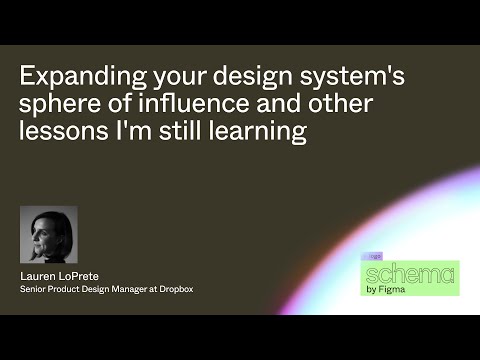 Expanding your design system's
sphere of influence and other
lessons I'm still learning
Lauren LoPrete
Senior Product Design Manager at Dropbox
schema
by Figma